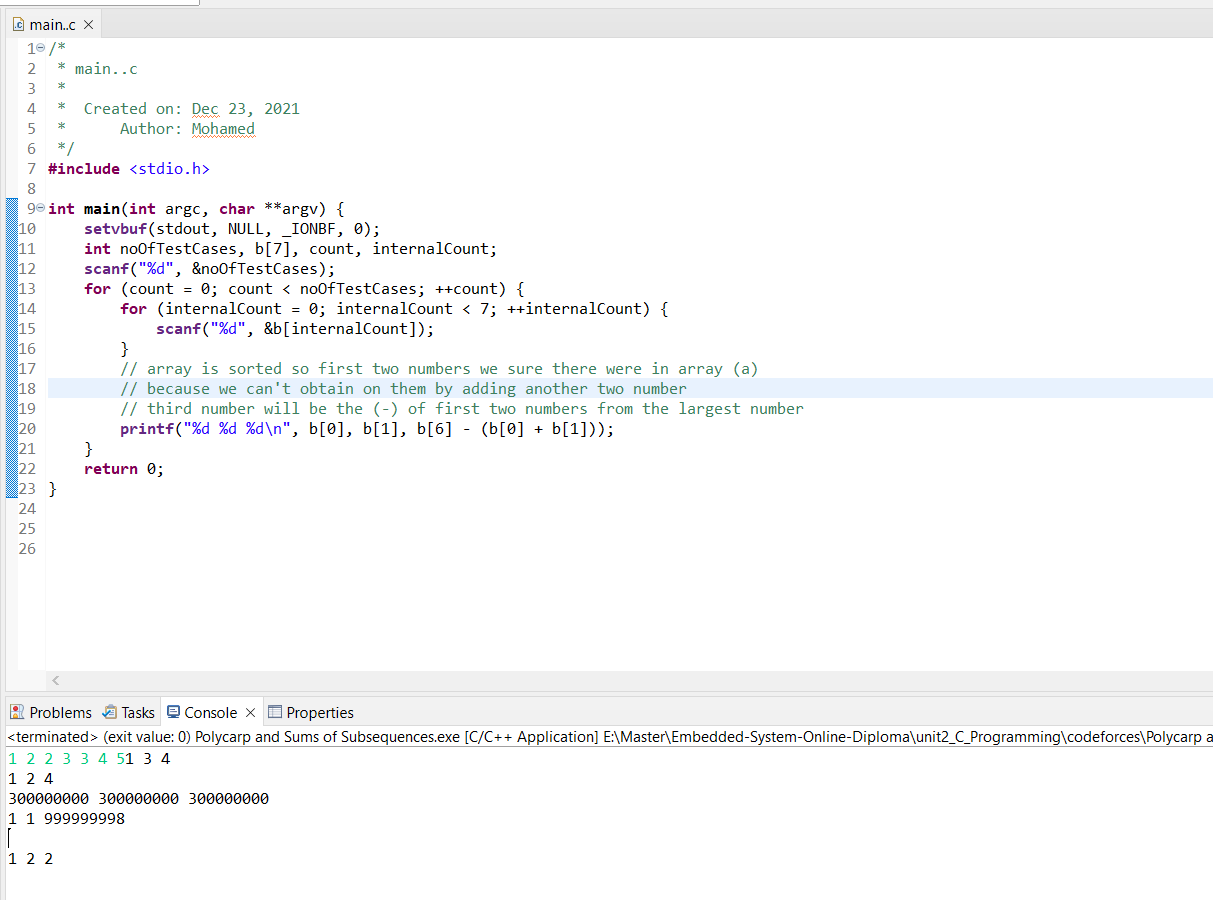 main..c
1 /*
2  * main..c
3  *
4  *  Created on: Dec 23, 2021
5  *      Author: Mohamed
6  */
7 #include <stdio.h>
8
9 int main(int argc, char **argv) {
10     setvbuf(stdout, NULL, _IONBF, 0);
11     int noOfTestCases, b[7], count, internalCount;
12     scanf("%d", &noOfTestCases);
13     for (count = 0; count < noOfTestCases; ++count) {
14         for (internalCount = 0; internalCount < 7; ++internalCount) {
15             scanf("%d", &b[internalCount]);
16         }
17         // array is sorted so first two numbers we sure there were in array (a)
18         // because we can't obtain on them by adding another two number
19         // third number will be the (-) of first two numbers from the largest number
20         printf("%d %d %d\n", b[0], b[1], b[6] - (b[0] + b[1]));
21     }
22     return 0;
23 }
24
25
26
Problems Tasks Console Properties
<terminated> (exit value: 0) Polycarp and Sums of Subsequences.exe [C/C++ Application] E:\Master\Embedded-System-Online-Diploma\unit2_C_Programming\codeforces\Polycarp a
1 2 2 3 3 4 51 3 4
1 2 4
300000000 300000000 300000000
1 1 999999998
1 2 2